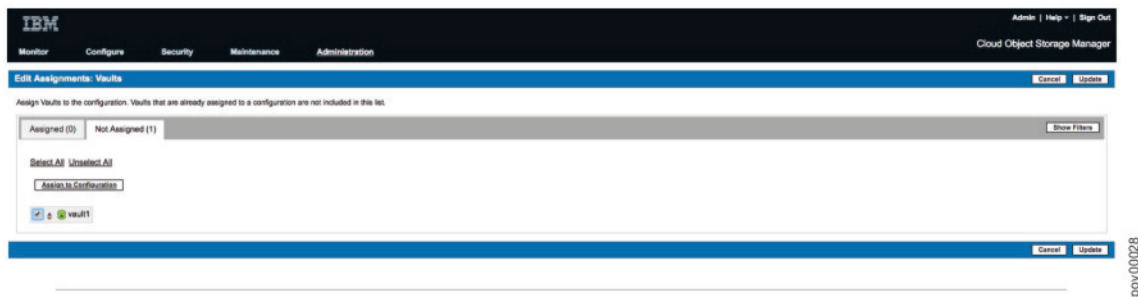 IBM
Admin | Help | Sign Out
Monitor Configure Security Maintenance Administration
Cloud Object Storage Manager
Edit Assignments: Vaults
Cancel Update
Assign Vaults to the configuration. Vaults that are already assigned to a configuration are not included in this list.
Assigned (0) Not Assigned (1)
Show Filters
Select All Unselect All
Assign to Configuration
vault1
Cancel Update
pov00028